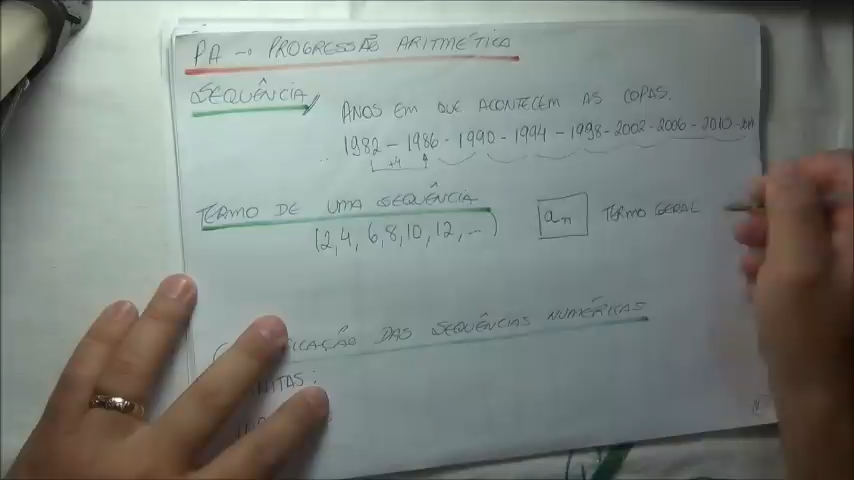 PA → PROGRESSÃO ARITMÉTICA
SEQUÊNCIA
ANOS EM QUE ACONTECEM AS COPAS.
1982 - 1986 - 1990 - 1994 - 1998 - 2002 - 2006 - 2010 - 2014
+4
TERMO DE UMA SEQUÊNCIA
(2,4,6,8,10,12,...)
an TERMO GERAL
DAS SEQUÊNCIAS NUMÉRICAS